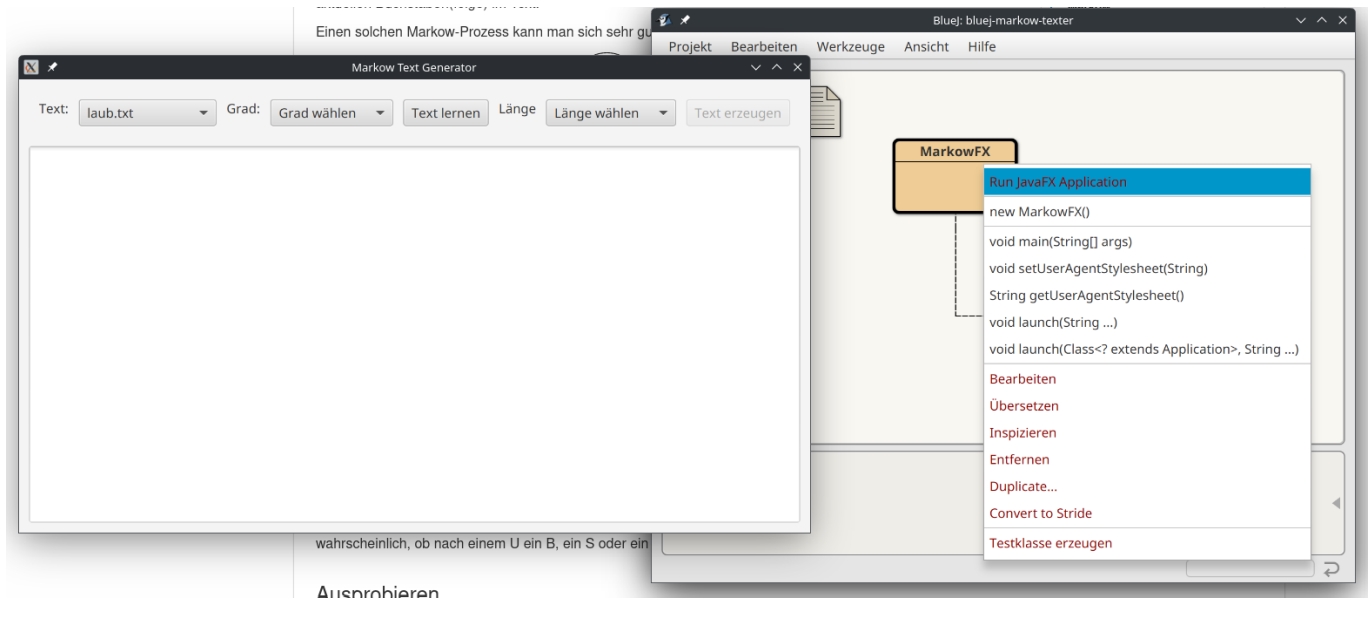 Einen solchen Markow-Prozess kann man sich sehr gu
BlueJ: bluej-markow-texter
Projekt Bearbeiten Werkzeuge Ansicht Hilfe
Markow Text Generator
Text: laub.txt Grad: Grad wählen Text lernen Länge Länge wählen Text erzeugen
MarkowFX
Run JavaFX Application
new MarkowFX()
void main(String[] args)
void setUserAgentStylesheet(String)
String getUserAgentStylesheet()
void launch(String ...)
void launch(Class<? extends Application>, String ...)
Bearbeiten
Übersetzen
Inspizieren
Entfernen
Duplicate...
Convert to Stride
Testklasse erzeugen
wahrscheinlich, ob nach einem U ein B, ein S oder ein
Ausprobieren